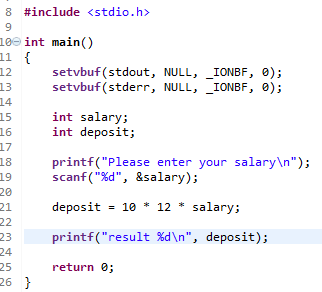 8 #include <stdio.h>
9
10 int main()
11 {
12 setvbuf(stdout, NULL, _IONBF, 0);
13 setvbuf(stderr, NULL, _IONBF, 0);
14
15 int salary;
16 int deposit;
17
18 printf("Please enter your salary\n");
19 scanf("%d", &salary);
20
21 deposit = 10 * 12 * salary;
22
23 printf("result %d\n", deposit);
24
25 return 0;
26 }